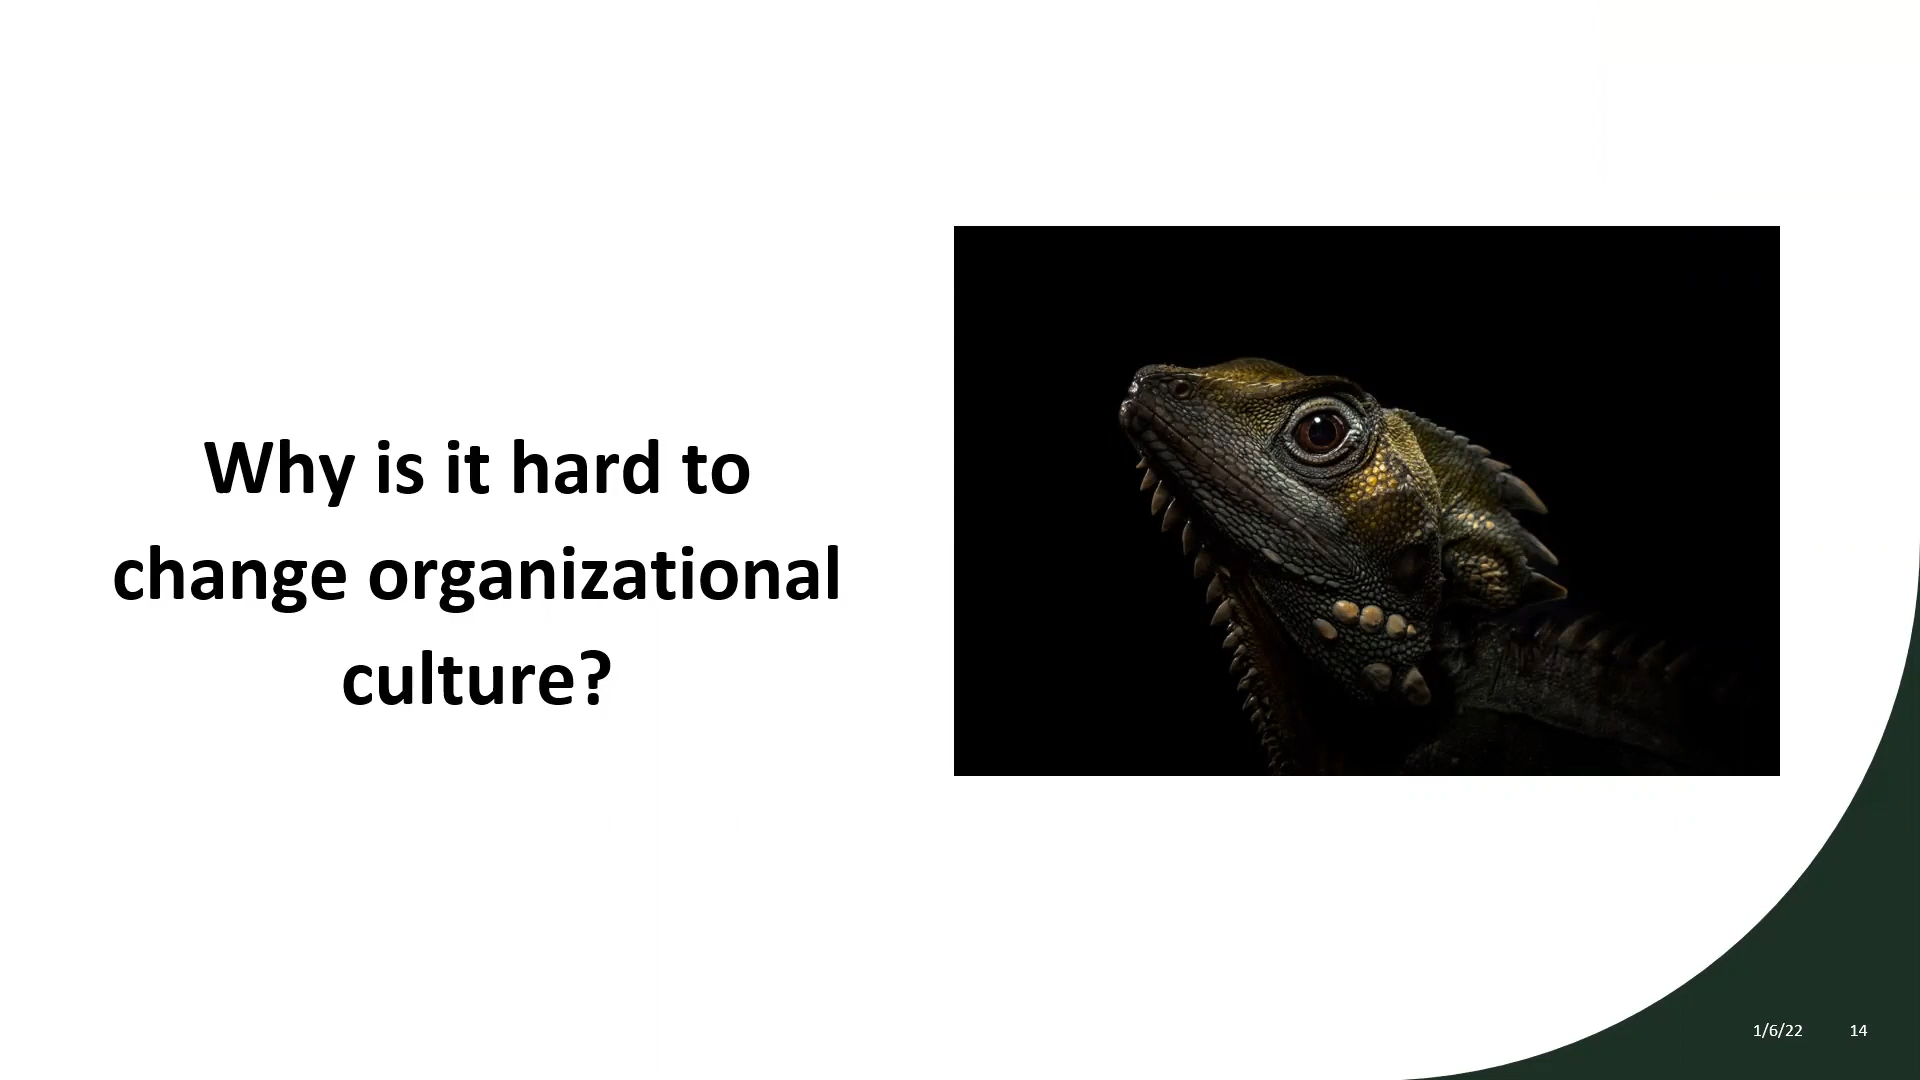 Why is it hard to
change organizational
culture?
1/6/22 14